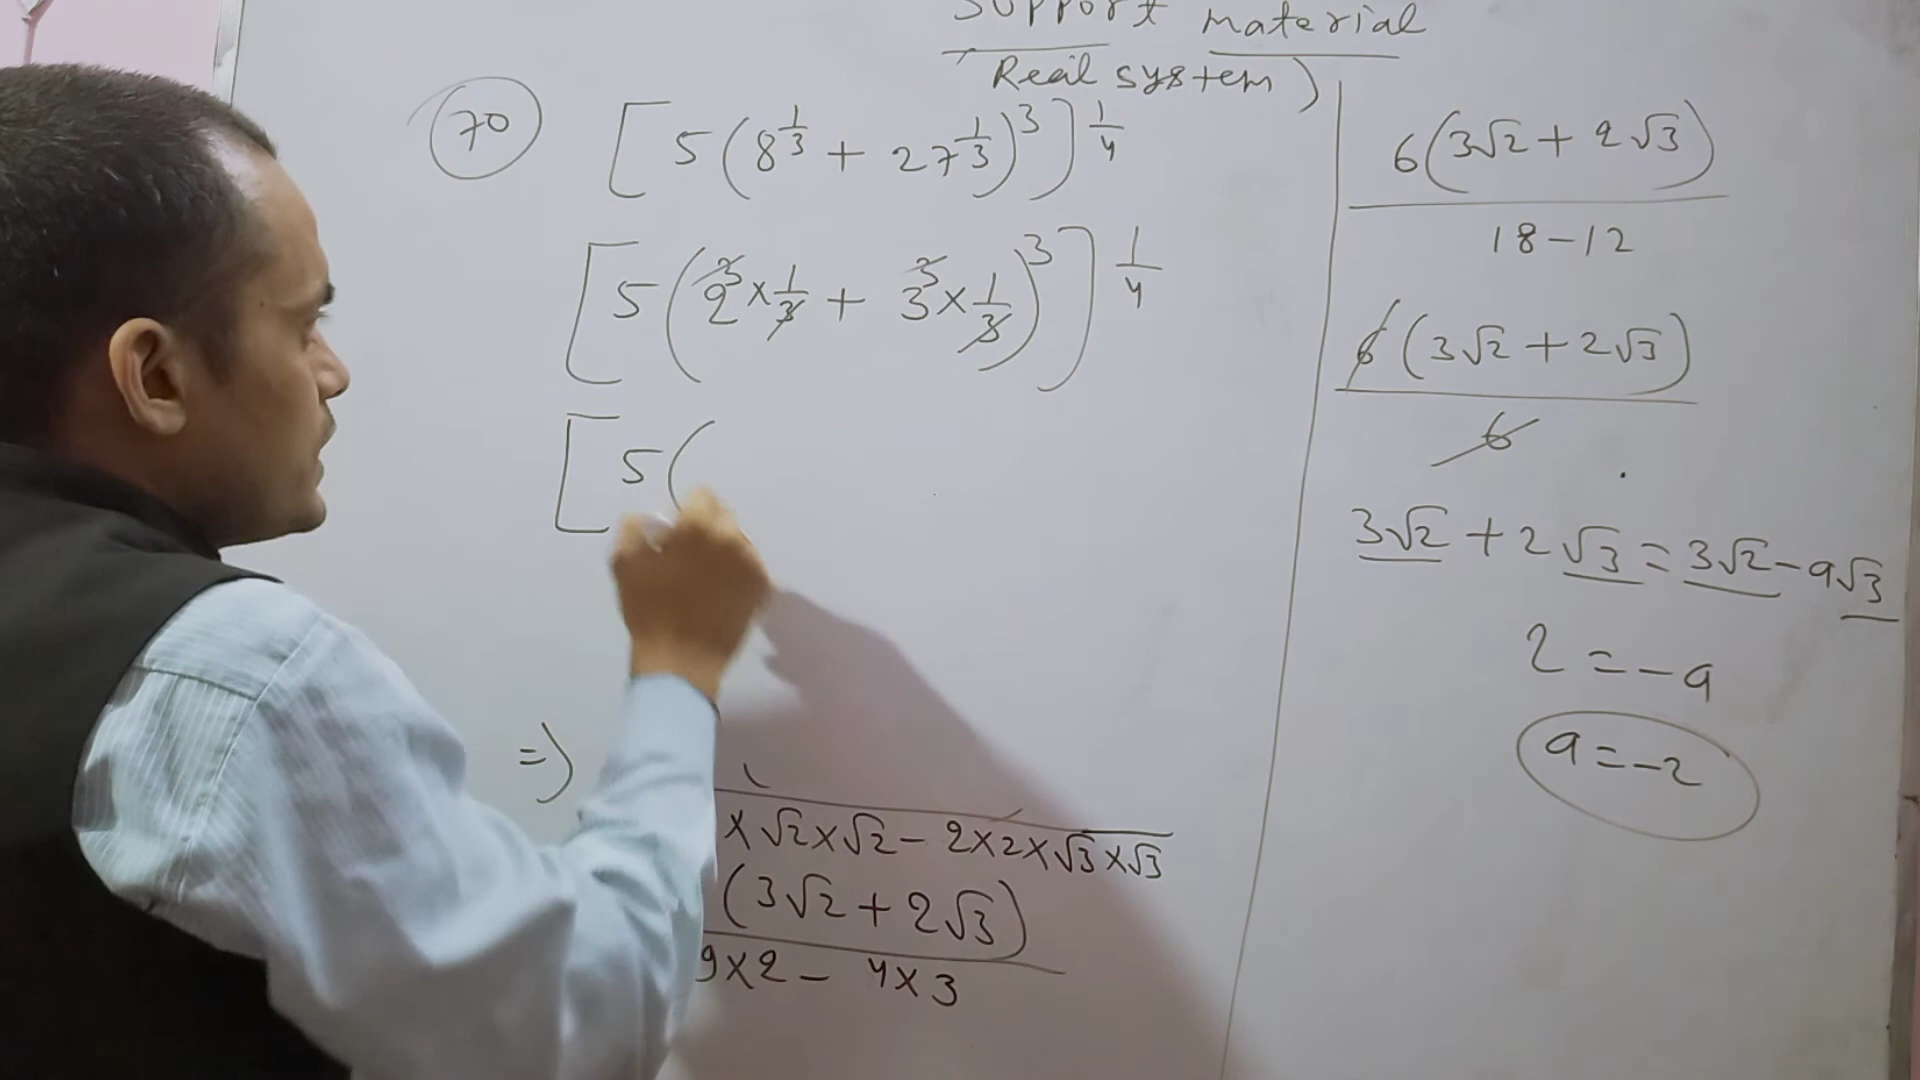 Support material
Real system)
70 [5(8^{1/3} + 27^{1/3})^3]^{1/4}
[5(2^3×1/3 + 3^3×1/3)^3]^{1/4}
[5(
=)
×√2×√2 - 2×2×√3×√3
(3√2 + 2√3)
9×2 - 4×3
6(3√2 + 2√3)
18-12
6(3√2 + 2√3)
6
3√2 + 2√3 = 3√2 - a√3
2 = -a
a = -2